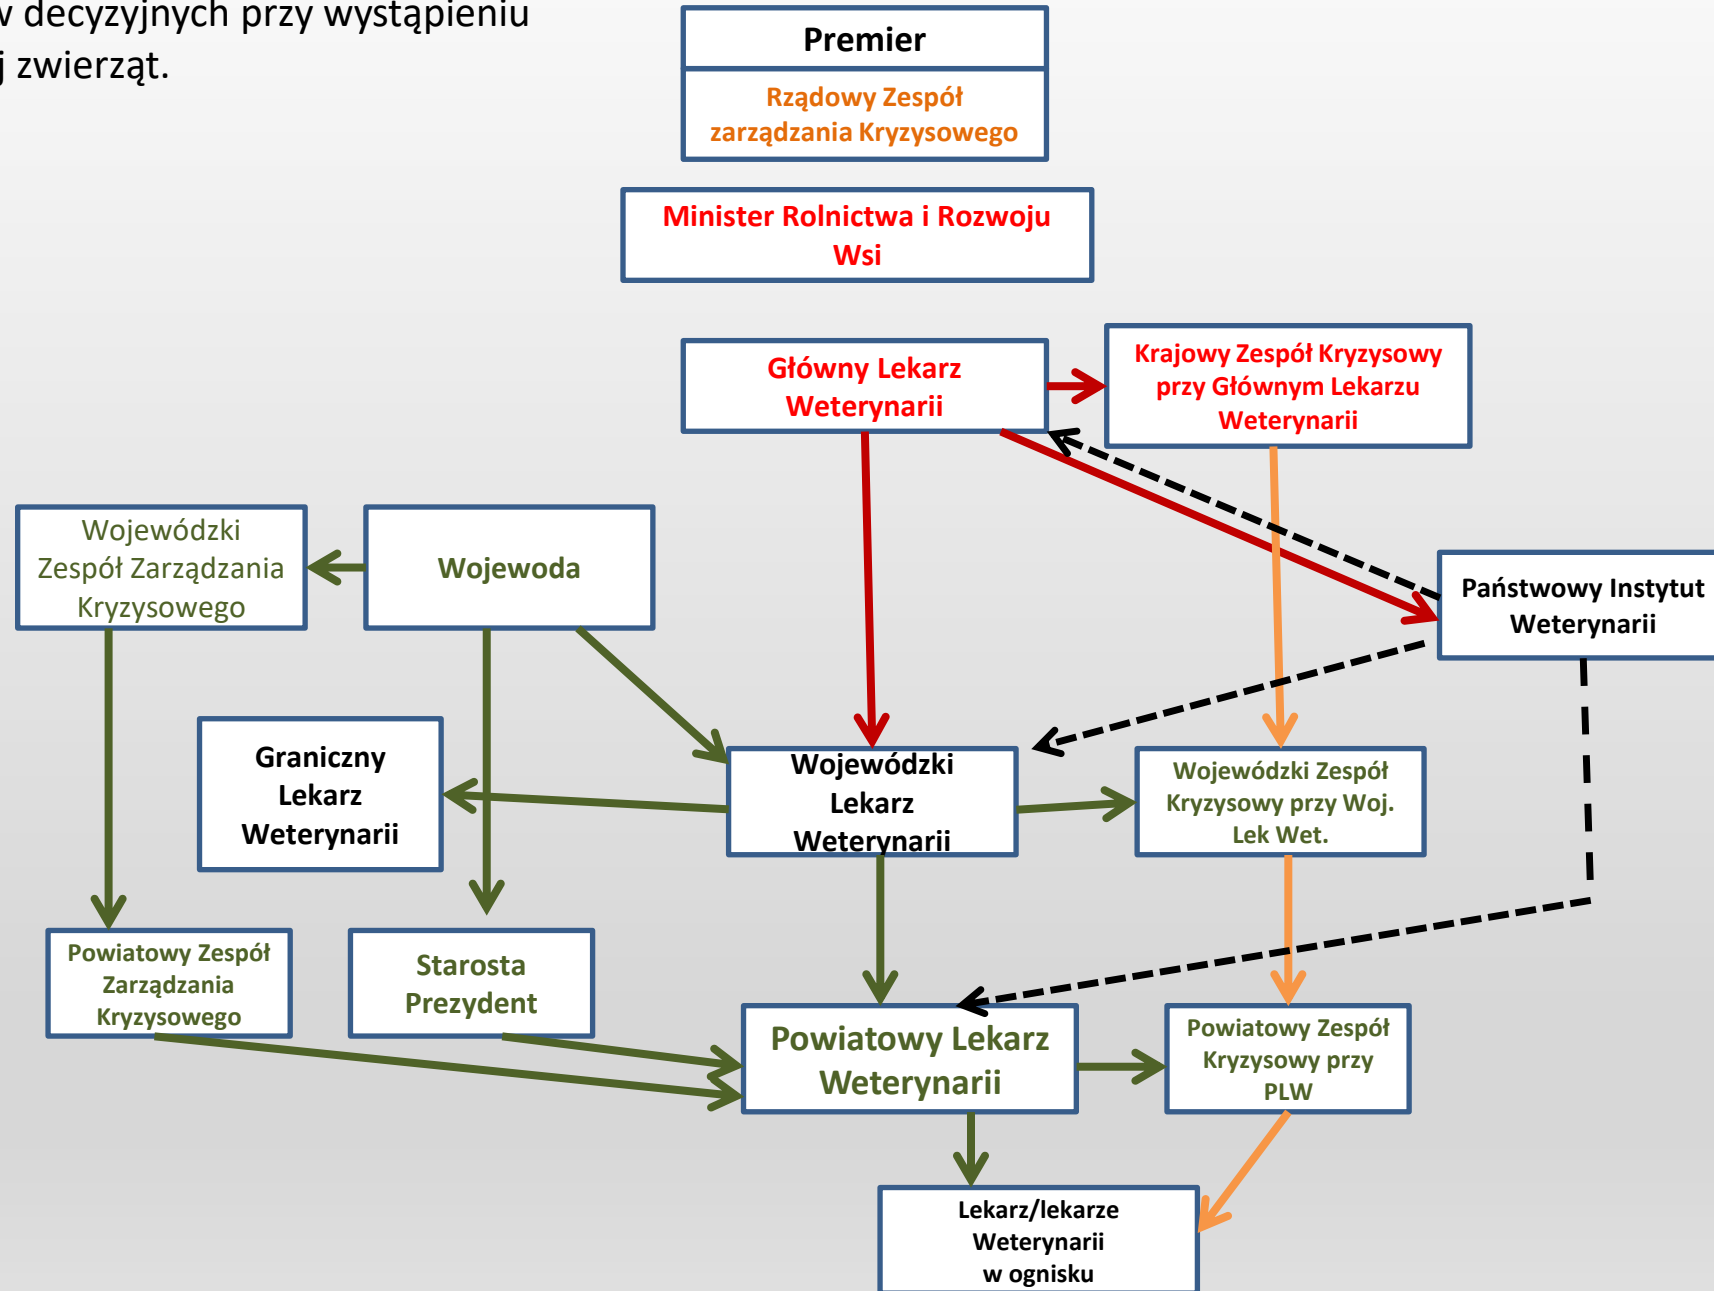 decyzyjnych przy wystąpieniu
zwierząt.
Premier
Rządowy Zespół
zarządzania Kryzysowego
Minister Rolnictwa i Rozwoju
Wsi
Główny Lekarz
Weterynarii
Krajowy Zespół Kryzysowy
przy Głównym Lekarzu
Weterynarii
Wojewódzki
Zespół Zarządzania
Kryzysowego
Wojewoda
Państwowy Instytut
Weterynarii
Graniczny
Lekarz
Weterynarii
Wojewódzki
Lekarz
Weterynarii
Wojewódzki Zespół
Kryzysowy przy Woj.
Lek Wet.
Powiatowy Zespół
Zarządzania
Kryzysowego
Starosta
Prezydent
Powiatowy Lekarz
Weterynarii
Powiatowy Zespół
Kryzysowy przy
PLW
Lekarz/lekarze
Weterynarii
w ognisku